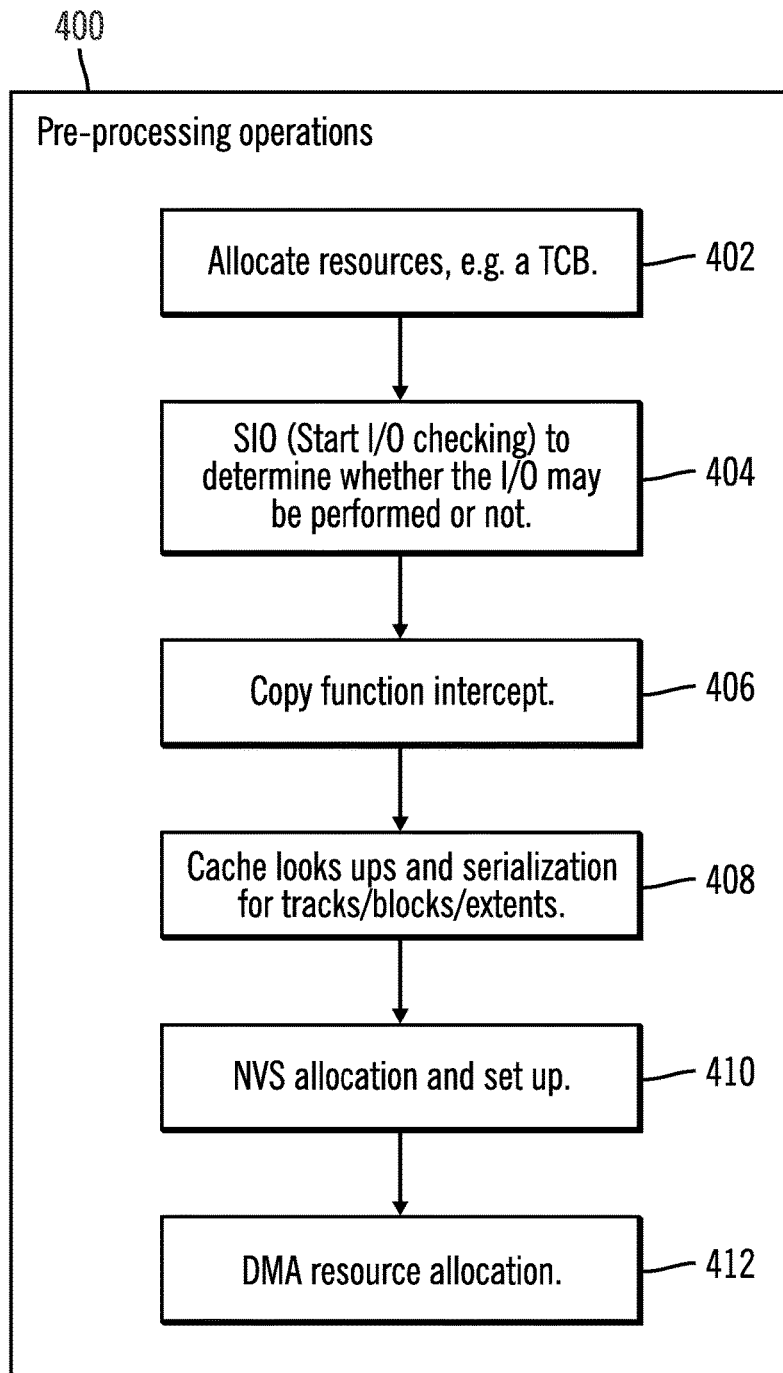 400
Pre-processing operations
Allocate resources, e.g. a TCB.
402
SIO (Start I/O checking) to
determine whether the I/O may
be performed or not.
404
Copy function intercept.
406
Cache looks ups and serialization
for tracks/blocks/extents.
408
NVS allocation and set up.
410
DMA resource allocation.
412